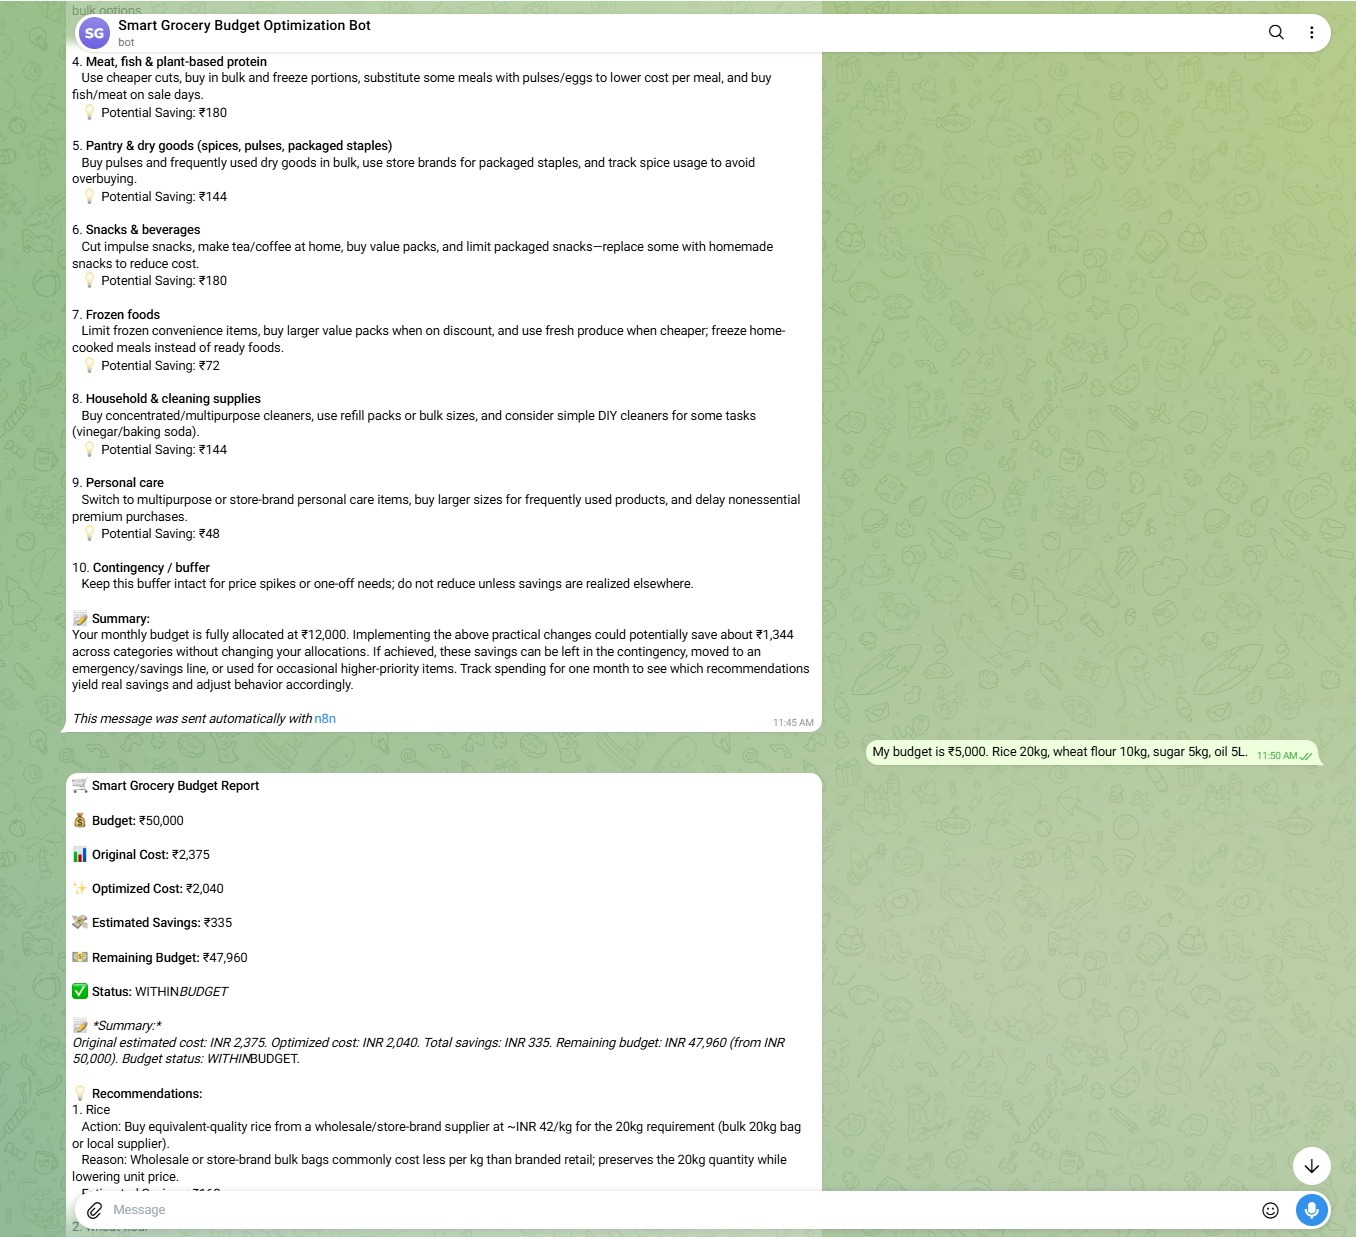 bulk options
SG
Smart Grocery Budget Optimization Bot
bot
4. Meat, fish & plant-based protein
Use cheaper cuts, buy in bulk and freeze portions, substitute some meals with pulses/eggs to lower cost per meal, and buy
fish/meat on sale days.
💡 Potential Saving: ₹180
5. Pantry & dry goods (spices, pulses, packaged staples)
Buy pulses and frequently used dry goods in bulk, use store brands for packaged staples, and track spice usage to avoid
overbuying.
💡 Potential Saving: ₹144
6. Snacks & beverages
Cut impulse snacks, make tea/coffee at home, buy value packs, and limit packaged snacks—replace some with homemade
snacks to reduce cost.
💡 Potential Saving: ₹180
7. Frozen foods
Limit frozen convenience items, buy larger value packs when on discount, and use fresh produce when cheaper; freeze home-
cooked meals instead of ready foods.
💡 Potential Saving: ₹72
8. Household & cleaning supplies
Buy concentrated/multipurpose cleaners, use refill packs or bulk sizes, and consider simple DIY cleaners for some tasks
(vinegar/baking soda).
💡 Potential Saving: ₹144
9. Personal care
Switch to multipurpose or store-brand personal care items, buy larger sizes for frequently used products, and delay nonessential
premium purchases.
💡 Potential Saving: ₹48
10. Contingency / buffer
Keep this buffer intact for price spikes or one-off needs; do not reduce unless savings are realized elsewhere.
📝 Summary:
Your monthly budget is fully allocated at ₹12,000. Implementing the above practical changes could potentially save about ₹1,344
across categories without changing your allocations. If achieved, these savings can be left in the contingency, moved to an
emergency/savings line, or used for occasional higher-priority items. Track spending for one month to see which recommendations
yield real savings and adjust behavior accordingly.
This message was sent automatically with n8n
11:45 AM
My budget is ₹5,000. Rice 20kg, wheat flour 10kg, sugar 5kg, oil 5L. 11:50 AM
🛒 Smart Grocery Budget Report
💰 Budget: ₹50,000
📊 Original Cost: ₹2,375
✨ Optimized Cost: ₹2,040
💸 Estimated Savings: ₹335
💵 Remaining Budget: ₹47,960
✅ Status: WITHINBUDGET
📝 *Summary:*
Original estimated cost: INR 2,375. Optimized cost: INR 2,040. Total savings: INR 335. Remaining budget: INR 47,960 (from INR
50,000). Budget status: WITHINBUDGET.
💡 Recommendations:
1. Rice
Action: Buy equivalent-quality rice from a wholesale/store-brand supplier at ~INR 42/kg for the 20kg requirement (bulk 20kg bag
or local supplier).
Reason: Wholesale or store-brand bulk bags commonly cost less per kg than branded retail; preserves the 20kg quantity while
lowering unit price.
Message